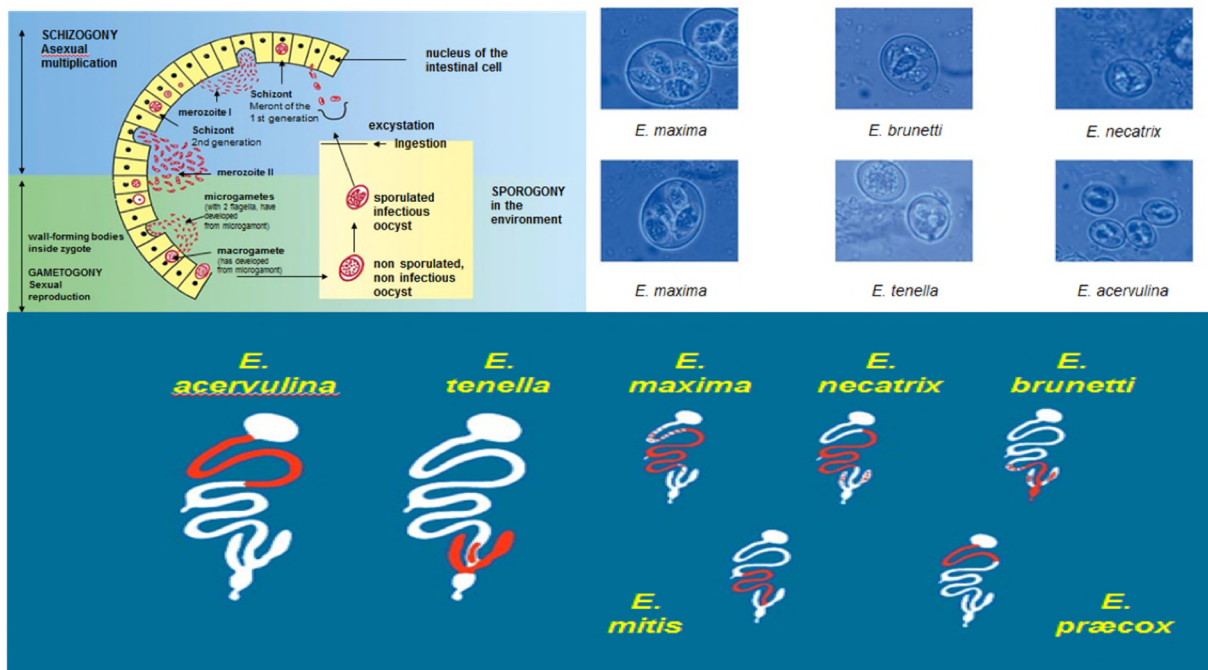 SCHIZOGONY
Asexual
multiplication
nucleus of the
intestinal cell
Schizont
Meront of the
1st generation
merozoite I
Schizont
2nd generation
excystation
Ingestion
merozoite II
microgametes
(with 2 flagella, have
developed
from microgamont)
sporulated
infectious
oocyst
SPOROGONY
in the
environment
wall-forming bodies
inside zygote
macrogamete
(has developed
from microgamont)
non sporulated,
non infectious
oocyst
GAMETOGONY
Sexual
reproduction
E. maxima
E. brunetti
E. necatrix
E. maxima
E. tenella
E. acervulina
E.
acervulina
E.
tenella
E.
maxima
E.
necatrix
E.
brunetti
E.
mitis
E.
præcox